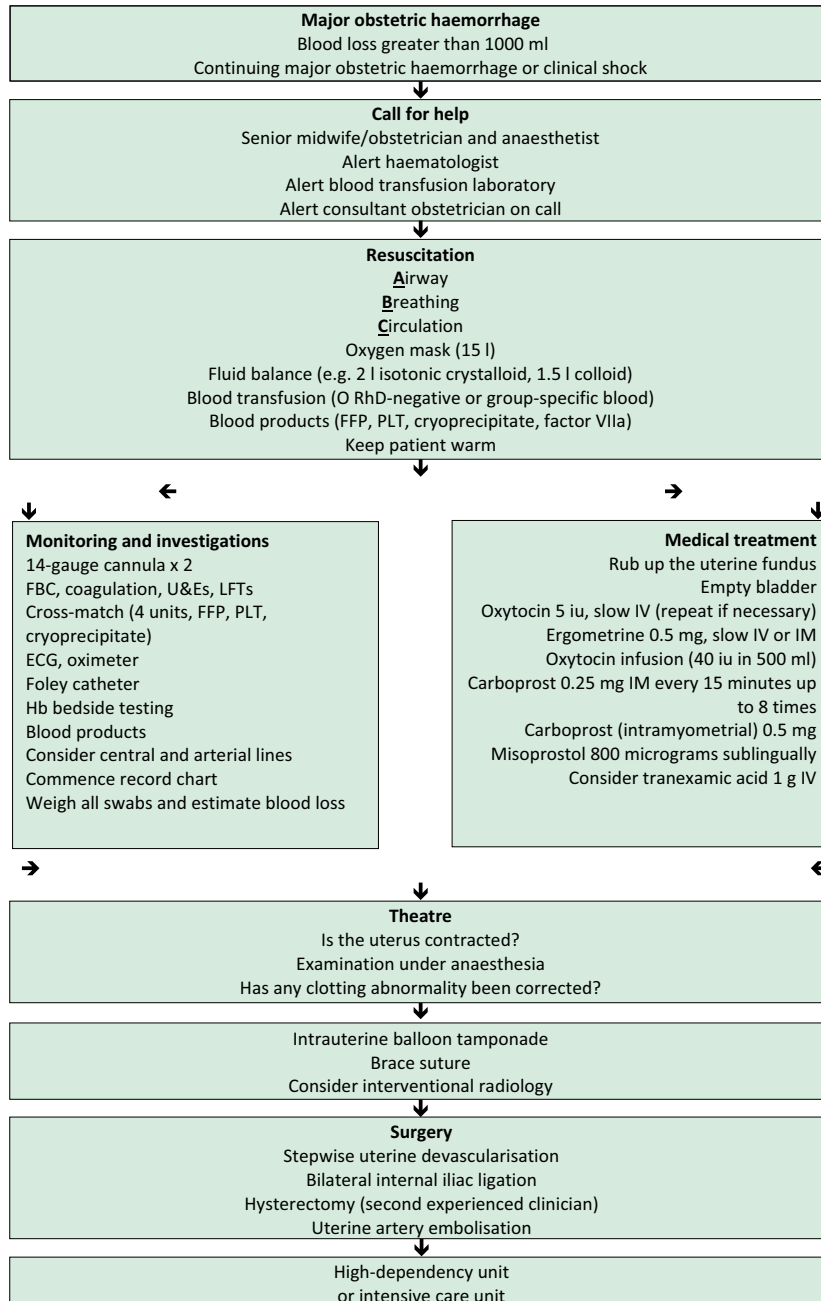 Major obstetric haemorrhage
Blood loss greater than 1000 ml
Continuing major obstetric haemorrhage or clinical shock
Call for help
Senior midwife/obstetrician and anaesthetist
Alert haematologist
Alert blood transfusion laboratory
Alert consultant obstetrician on call
Resuscitation
Airway
Breathing
Circulation
Oxygen mask (15 l)
Fluid balance (e.g. 2 l isotonic crystalloid, 1.5 l colloid)
Blood transfusion (O RhD-negative or group-specific blood)
Blood products (FFP, PLT, cryoprecipitate, factor VIIa)
Keep patient warm
Monitoring and investigations
14-gauge cannula x 2
FBC, coagulation, U&Es, LFTs
Cross-match (4 units, FFP, PLT,
cryoprecipitate)
ECG, oximeter
Foley catheter
Hb bedside testing
Blood products
Consider central and arterial lines
Commence record chart
Weigh all swabs and estimate blood loss
Medical treatment
Rub up the uterine fundus
Empty bladder
Oxytocin 5 iu, slow IV (repeat if necessary)
Ergometrine 0.5 mg, slow IV or IM
Oxytocin infusion (40 iu in 500 ml)
Carboprost 0.25 mg IM every 15 minutes up
to 8 times
Carboprost (intramyometrial) 0.5 mg
Misoprostol 800 micrograms sublingually
Consider tranexamic acid 1 g IV
Theatre
Is the uterus contracted?
Examination under anaesthesia
Has any clotting abnormality been corrected?
Intrauterine balloon tamponade
Brace suture
Consider interventional radiology
Surgery
Stepwise uterine devascularisation
Bilateral internal iliac ligation
Hysterectomy (second experienced clinician)
Uterine artery embolisation
High-dependency unit
or intensive care unit